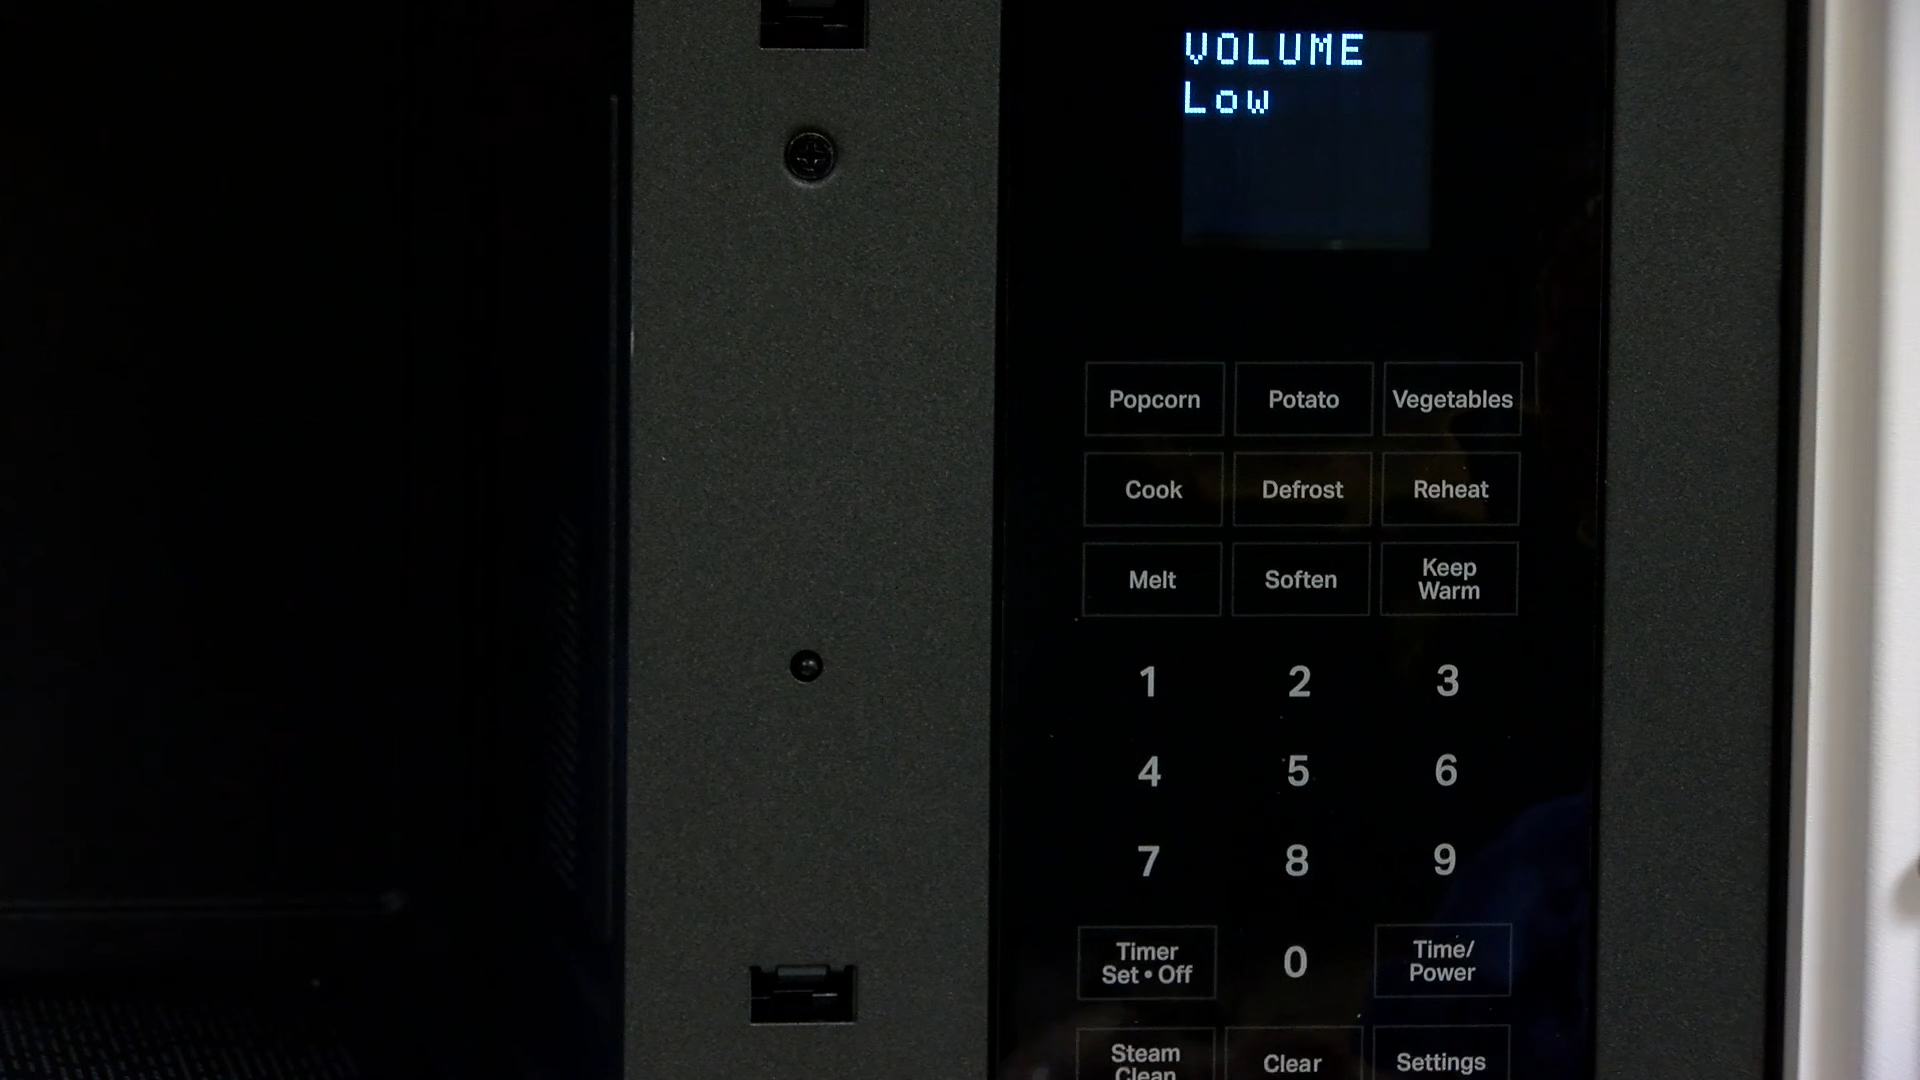 VOLUME
Low
Popcorn Potato Vegetables
Cook Defrost Reheat
Melt Soften Keep Warm
1 2 3
4 5 6
7 8 9
Timer Set • Off 0 Time/ Power
Steam Clean Clear Settings